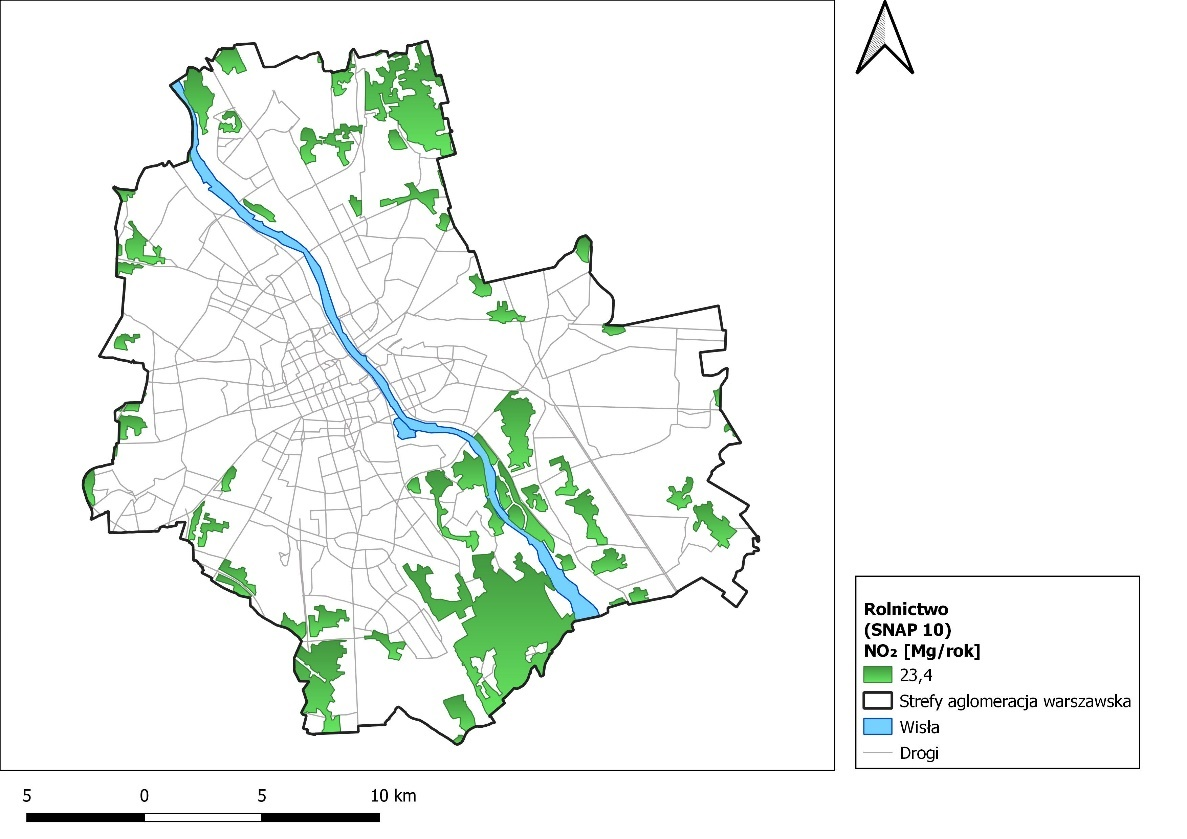 Rolnictwo
(SNAP 10)
NO₂ [Mg/rok]
23,4
Strefy aglomeracja warszawska
Wisła
Drogi
5 0 5 10 km